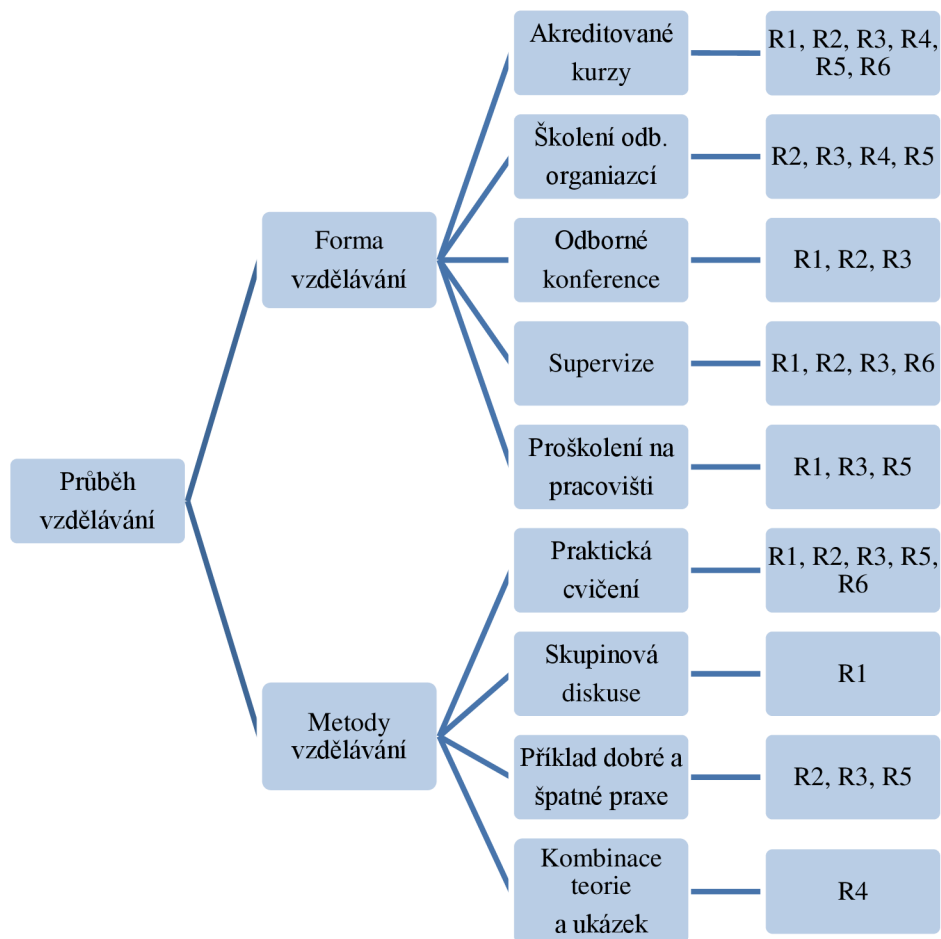 Průběh
vzdělávání
Forma
vzdělávání
Akreditované
kurzy
R1, R2, R3, R4,
R5, R6
Školení odb.
organiazcí
R2, R3, R4, R5
Odborné
konference
R1, R2, R3
Supervize
R1, R2, R3, R6
Proškolení na
pracovišti
R1, R3, R5
Metody
vzdělávání
Praktická
cvičení
R1, R2, R3, R5,
R6
Skupinová
diskuse
R1
Příklad dobré a
špatné praxe
R2, R3, R5
Kombinace
teorie
a ukázek
R4